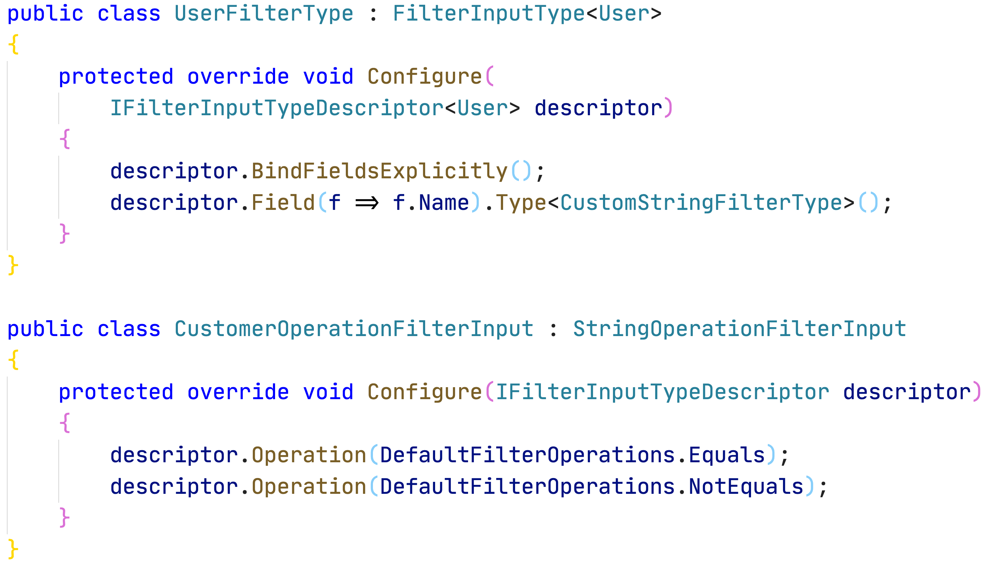 public class UserFilterType : FilterInputType<User>
{
    protected override void Configure(
        IFilterInputTypeDescriptor<User> descriptor)
    {
        descriptor.BindFieldsExplicitly();
        descriptor.Field(f => f.Name).Type<CustomStringFilterType>();
    }
}

public class CustomerOperationFilterInput : StringOperationFilterInput
{
    protected override void Configure(IFilterInputTypeDescriptor descriptor)
    {
        descriptor.Operation(DefaultFilterOperations.Equals);
        descriptor.Operation(DefaultFilterOperations.NotEquals);
    }
}